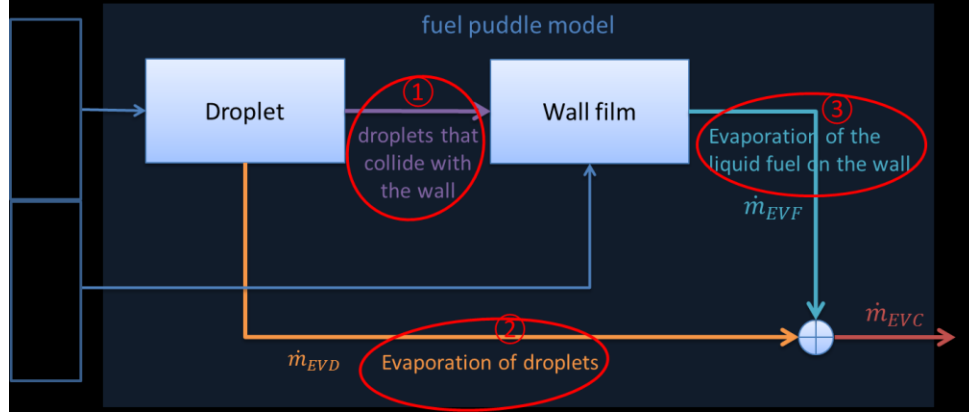 fuel puddle model
Droplet
①
droplets that
collide with
the wall
Wall film
③
Evaporation of the
liquid fuel on the wall
ṁ_EVF
ṁ_EVC
②
ṁ_EVD
Evaporation of droplets